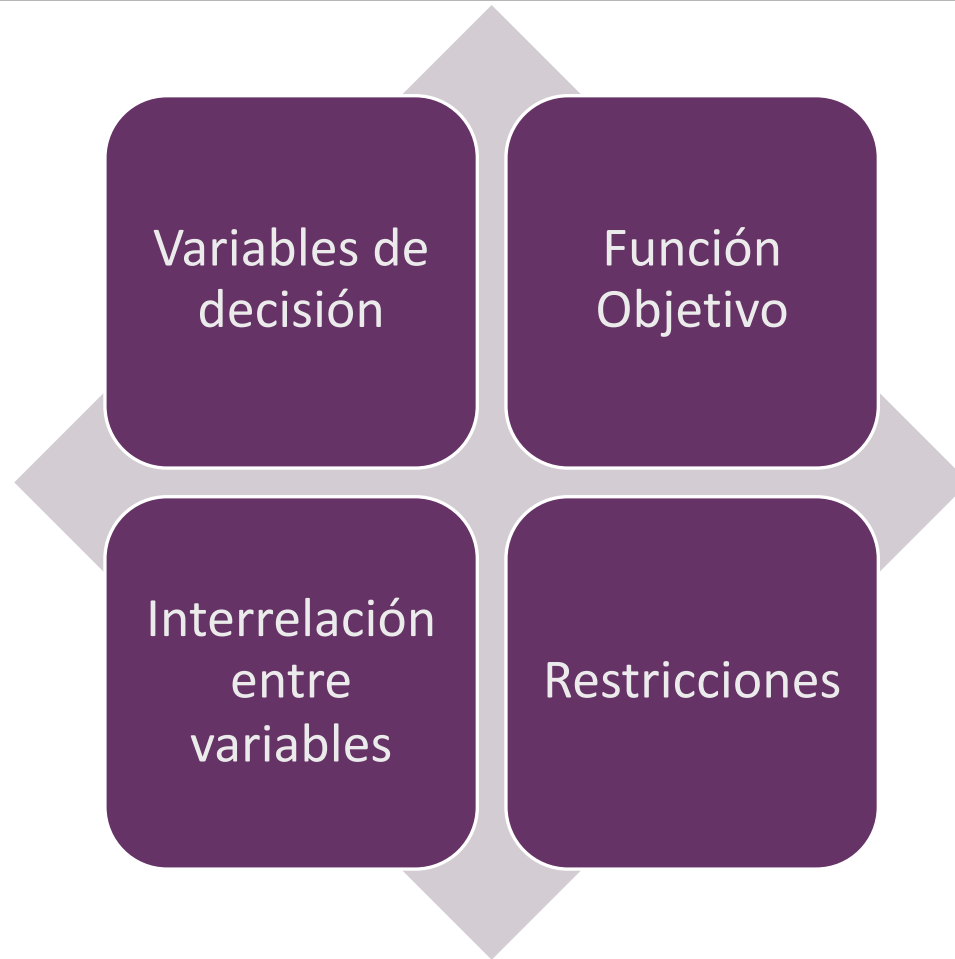 Variables de
decisión
Función
Objetivo
Interrelación
entre
variables
Restricciones